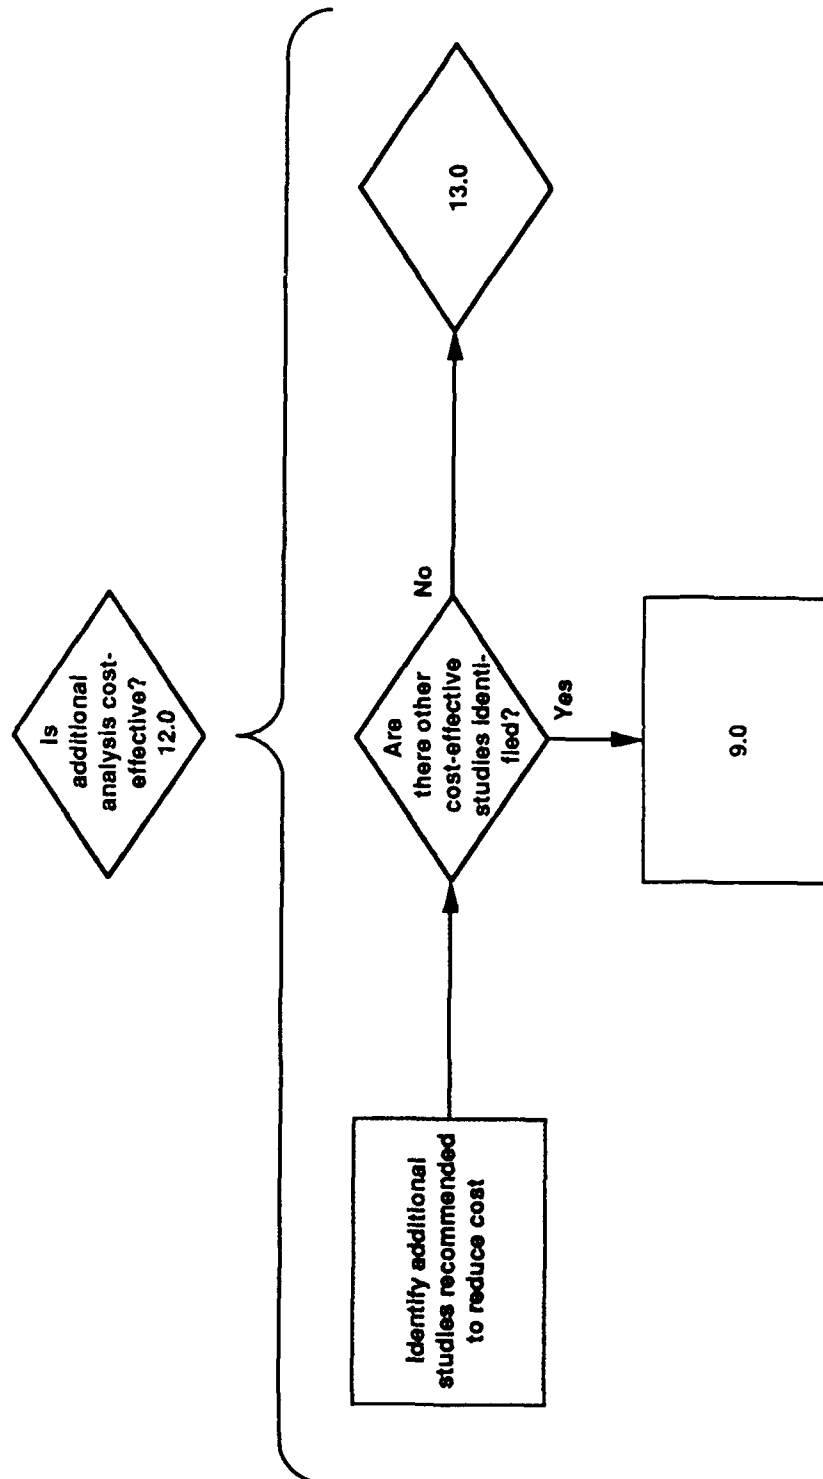 Is
additional
analysis cost-
effective?
12.0
Identify additional
studies recommended
to reduce cost
Are
there other
cost-effective
studies identi-
fied?
No
13.0
Yes
9.0